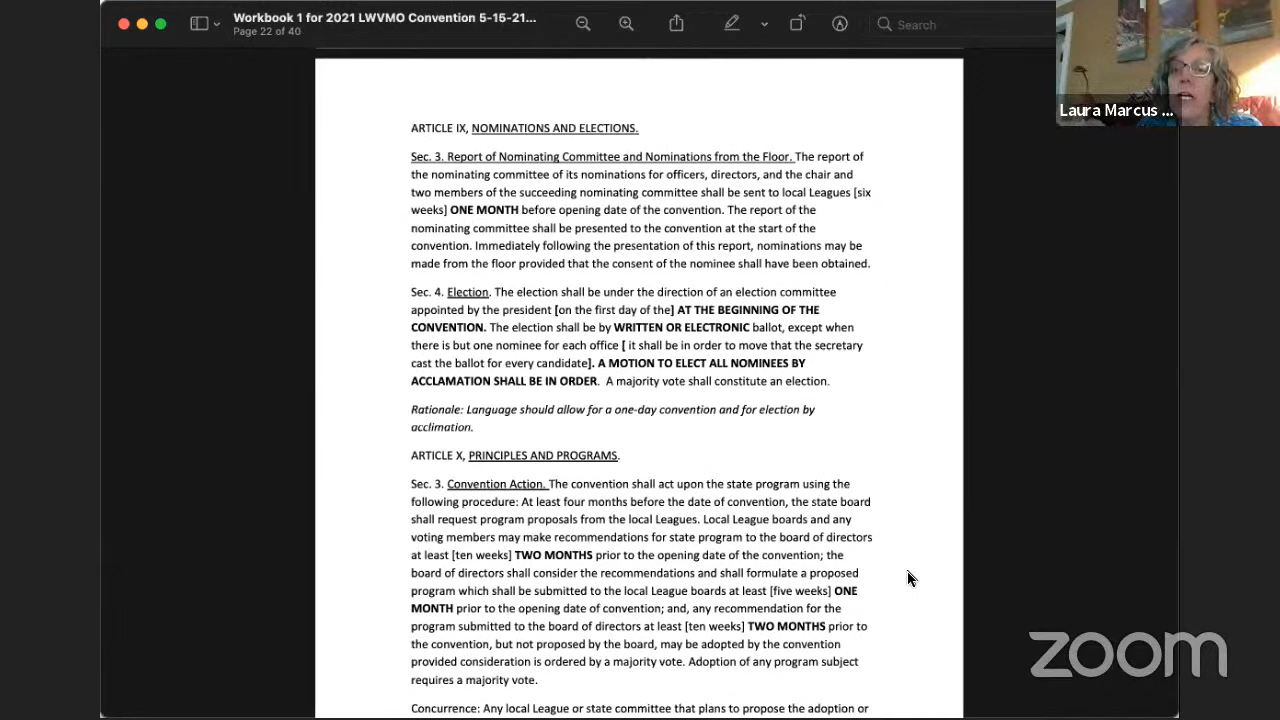 Workbook 1 for 2021 LWVMO Convention 5-15-21...
Page 22 of 40
Search
Laura Marcus ...
ARTICLE IX, NOMINATIONS AND ELECTIONS.
Sec. 3. Report of Nominating Committee and Nominations from the Floor. The report of
the nominating committee of its nominations for officers, directors, and the chair and
two members of the succeeding nominating committee shall be sent to local Leagues [six
weeks] ONE MONTH before opening date of the convention. The report of the
nominating committee shall be presented to the convention at the start of the
convention. Immediately following the presentation of this report, nominations may be
made from the floor provided that the consent of the nominee shall have been obtained.
Sec. 4. Election. The election shall be under the direction of an election committee
appointed by the president [on the first day of the] AT THE BEGINNING OF THE
CONVENTION. The election shall be by WRITTEN OR ELECTRONIC ballot, except when
there is but one nominee for each office [ it shall be in order to move that the secretary
cast the ballot for every candidate]. A MOTION TO ELECT ALL NOMINEES BY
ACCLAMATION SHALL BE IN ORDER. A majority vote shall constitute an election.
Rationale: Language should allow for a one-day convention and for election by
acclimation.
ARTICLE X, PRINCIPLES AND PROGRAMS.
Sec. 3. Convention Action. The convention shall act upon the state program using the
following procedure: At least four months before the date of convention, the state board
shall request program proposals from the local Leagues. Local League boards and any
voting members may make recommendations for state program to the board of directors
at least [ten weeks] TWO MONTHS prior to the opening date of the convention; the
board of directors shall consider the recommendations and shall formulate a proposed
program which shall be submitted to the local League boards at least [five weeks] ONE
MONTH prior to the opening date of convention; and, any recommendation for the
program submitted to the board of directors at least [ten weeks] TWO MONTHS prior to
the convention, but not proposed by the board, may be adopted by the convention
provided consideration is ordered by a majority vote. Adoption of any program subject
requires a majority vote.
Concurrence: Any local League or state committee that plans to propose the adoption or
zoom